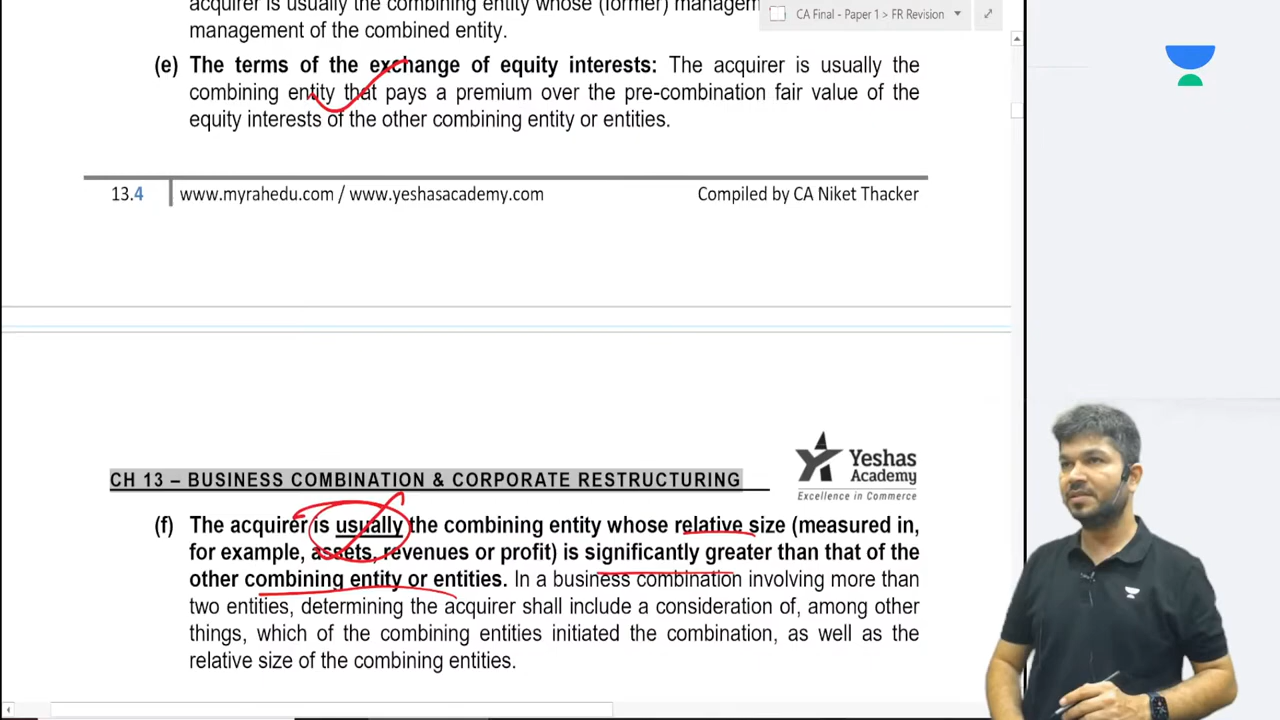 acquirer is usually the combining entity whose (former) managem
CA Final - Paper 1 > FR Revision
management of the combined entity.
(e) The terms of the exchange of equity interests: The acquirer is usually the
combining entity that pays a premium over the pre-combination fair value of the
equity interests of the other combining entity or entities.
13.4 www.myrahedu.com / www.yeshasacademy.com Compiled by CA Niket Thacker
Yeshas
Academy
Excellence in Commerce
CH 13 – BUSINESS COMBINATION & CORPORATE RESTRUCTURING
(f) The acquirer is usually the combining entity whose relative size (measured in,
for example, assets, revenues or profit) is significantly greater than that of the
other combining entity or entities. In a business combination involving more than
two entities, determining the acquirer shall include a consideration of, among other
things, which of the combining entities initiated the combination, as well as the
relative size of the combining entities.